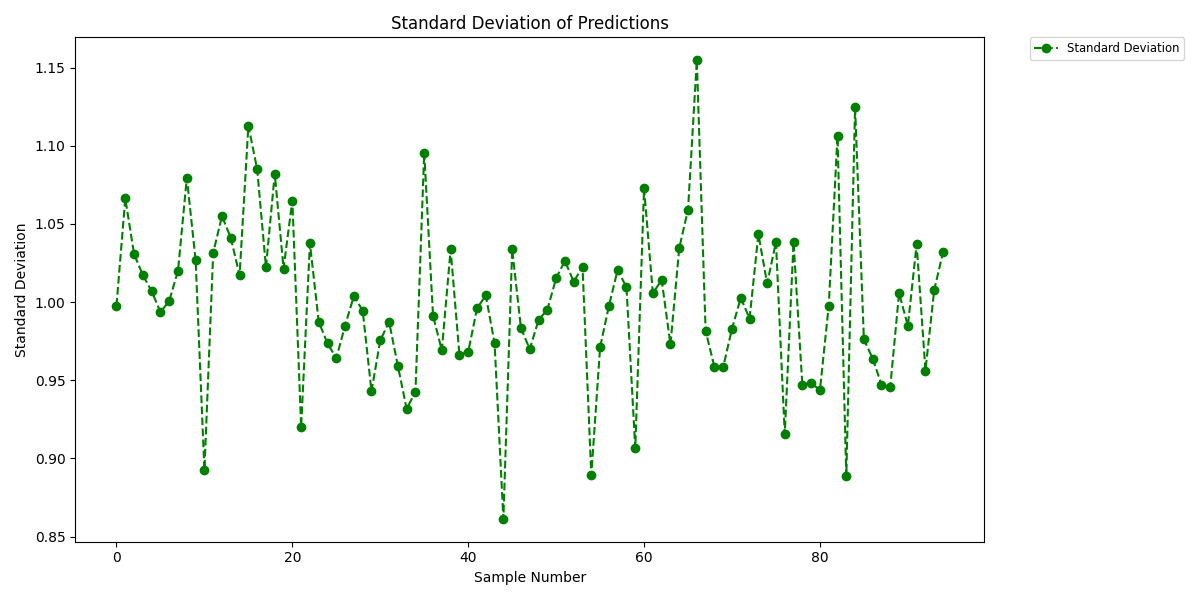 Standard Deviation of Predictions
Standard Deviation
1.15
1.10
1.05
1.00
0.95
0.90
0.85
Standard Deviation
0 20 40 60 80
Sample Number